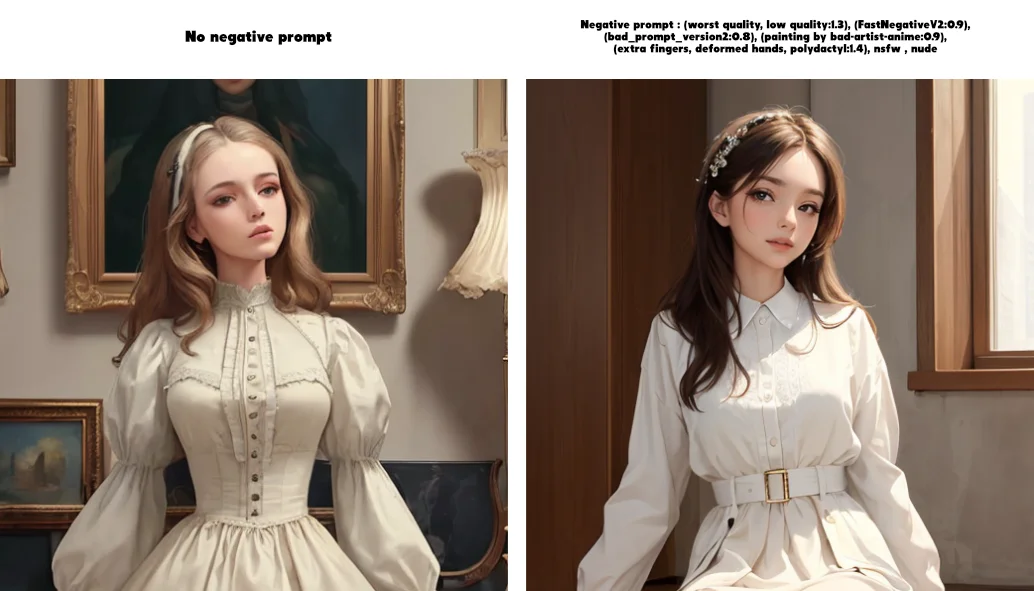 No negative prompt
Negative prompt : (worst quality, low quality:1.3), (FastNegativeV2:0.9),
(bad_prompt_version2:0.8), (painting by bad-artist-anime:0.9),
(extra fingers, deformed hands, polydactyl:1.4), nsfw , nude